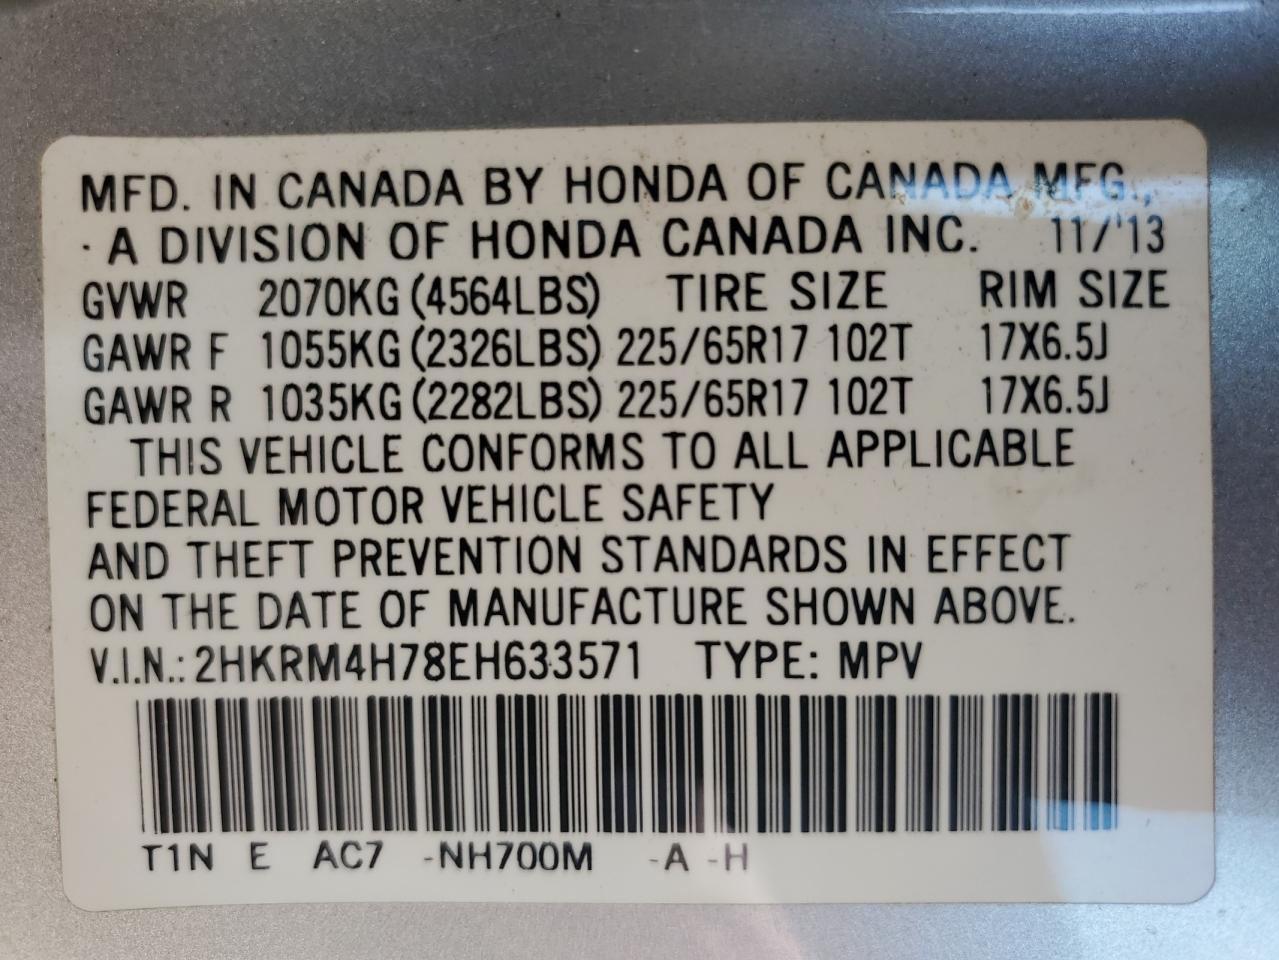 MFD. IN CANADA BY HONDA OF CANADA MFG.,
· A DIVISION OF HONDA CANADA INC. 11/'13
GVWR 2070KG (4564LBS) TIRE SIZE RIM SIZE
GAWR F 1055KG (2326LBS) 225/65R17 102T 17X6.5J
GAWR R 1035KG (2282LBS) 225/65R17 102T 17X6.5J
THIS VEHICLE CONFORMS TO ALL APPLICABLE
FEDERAL MOTOR VEHICLE SAFETY
AND THEFT PREVENTION STANDARDS IN EFFECT
ON THE DATE OF MANUFACTURE SHOWN ABOVE.
V.I.N.: 2HKRM4H78EH633571 TYPE: MPV
T1N E AC7 -NH700M -A -H